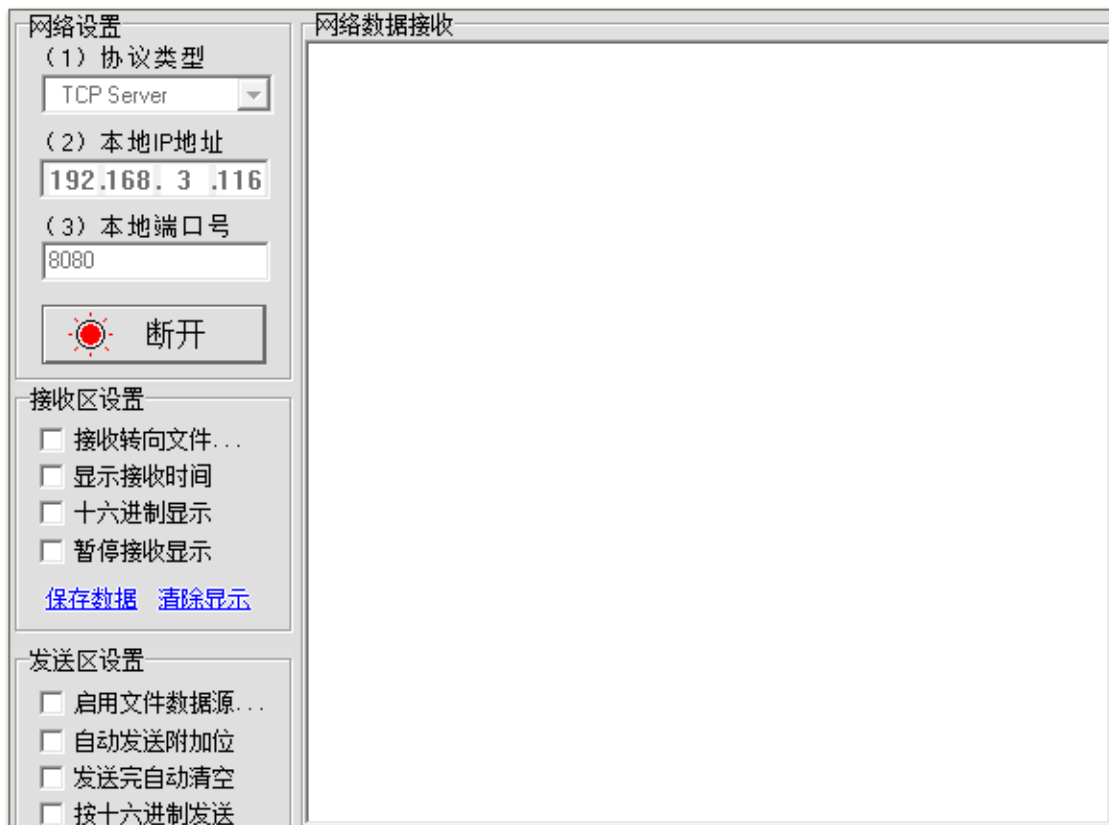 网络设置
（1）协议类型
TCP Server
（2）本地IP地址
192.168. 3 .116
（3）本地端口号
8080
断开
接收区设置
接收转向文件...
显示接收时间
十六进制显示
暂停接收显示
保存数据 清除显示
发送区设置
启用文件数据源...
自动发送附加位
发送完自动清空
按十六进制发送
网络数据接收